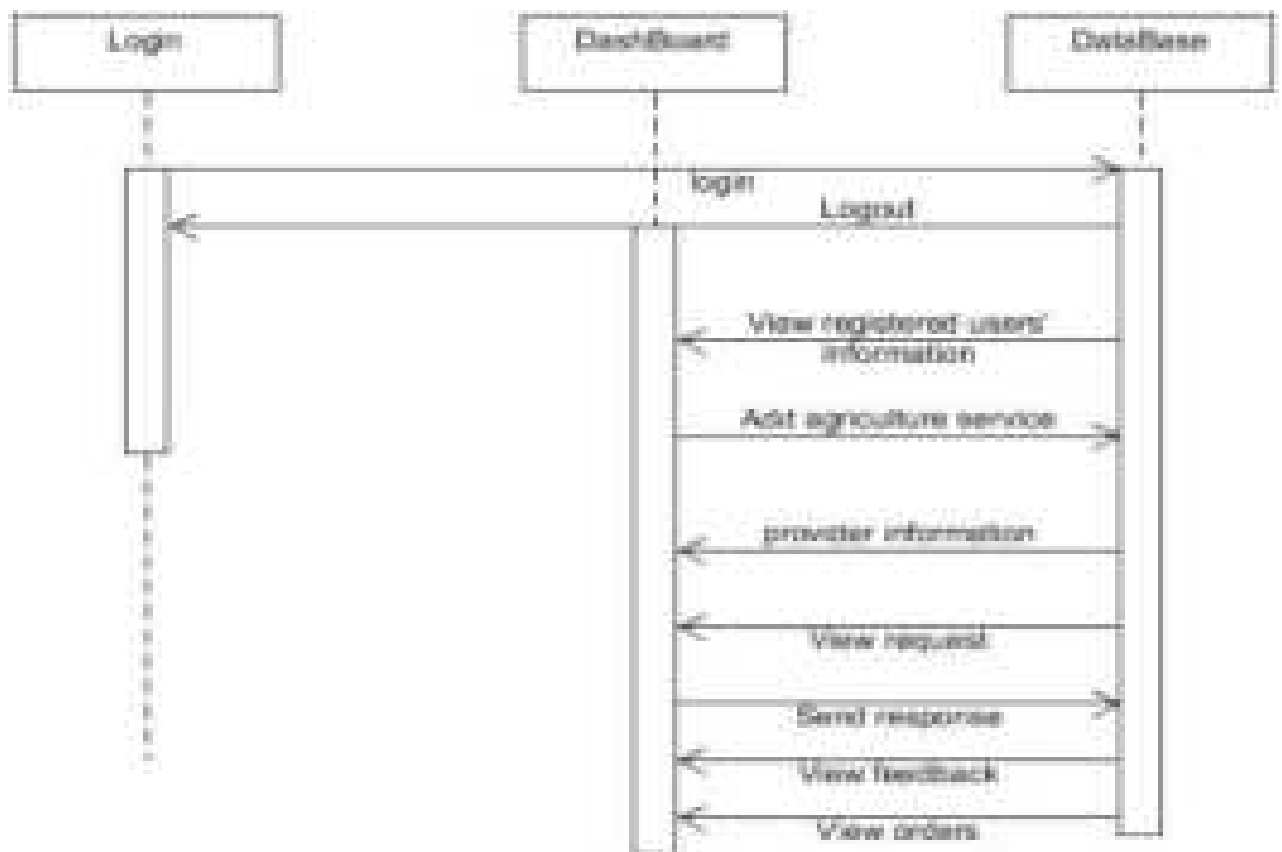 Login
DashBoard
DataBase
login
Logout
View registered users'
information
Add agriculture service
provider information
View request
Send response
View feedback
View orders